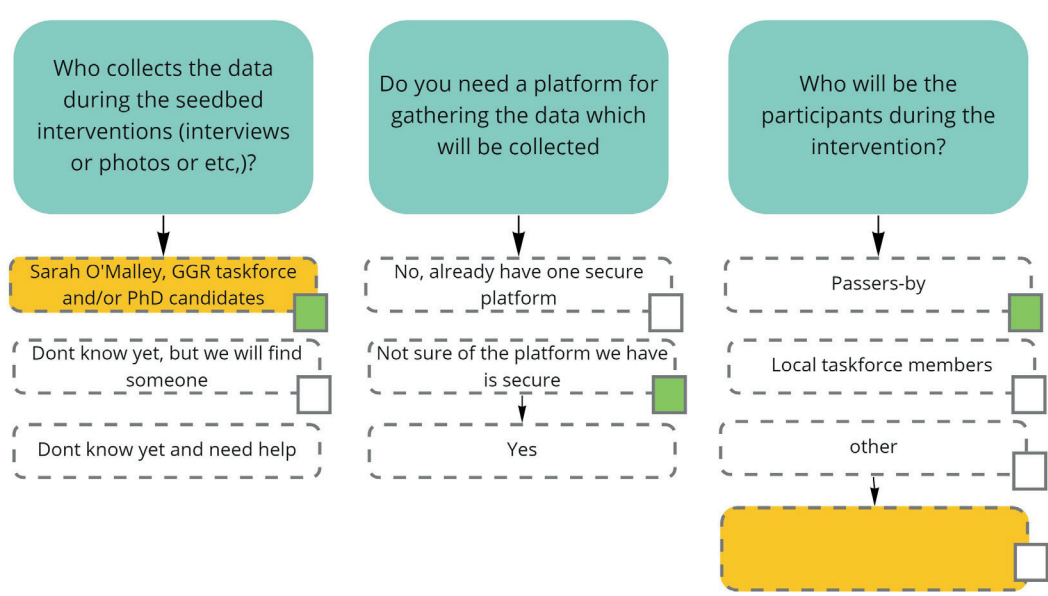 Who collects the data
during the seedbed
interventions (interviews
or photos or etc,)?
Sarah O'Malley, GGR taskforce
and/or PhD candidates
Dont know yet, but we will find
someone
Dont know yet and need help
Do you need a platform for
gathering the data which
will be collected
No, already have one secure
platform
Not sure of the platform we have
is secure
Yes
Who will be the
participants during the
intervention?
Passers-by
Local taskforce members
other